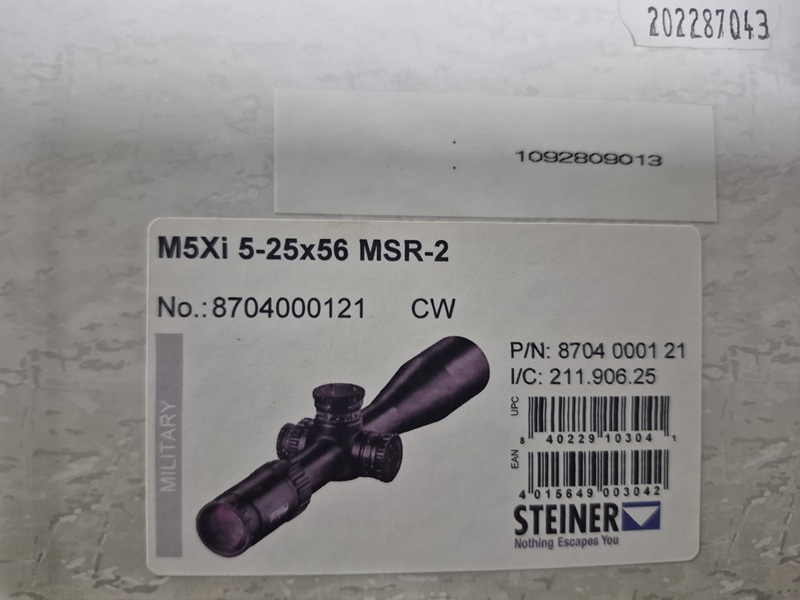 202287043
1092809013
M5Xi 5-25x56 MSR-2
No.: 8704000121 CW
MILITARY
P/N: 8704 0001 21
I/C: 211.906.25
UPC
8 40229 10304 1
EAN
4 015649 003042
STEINER
Nothing Escapes You